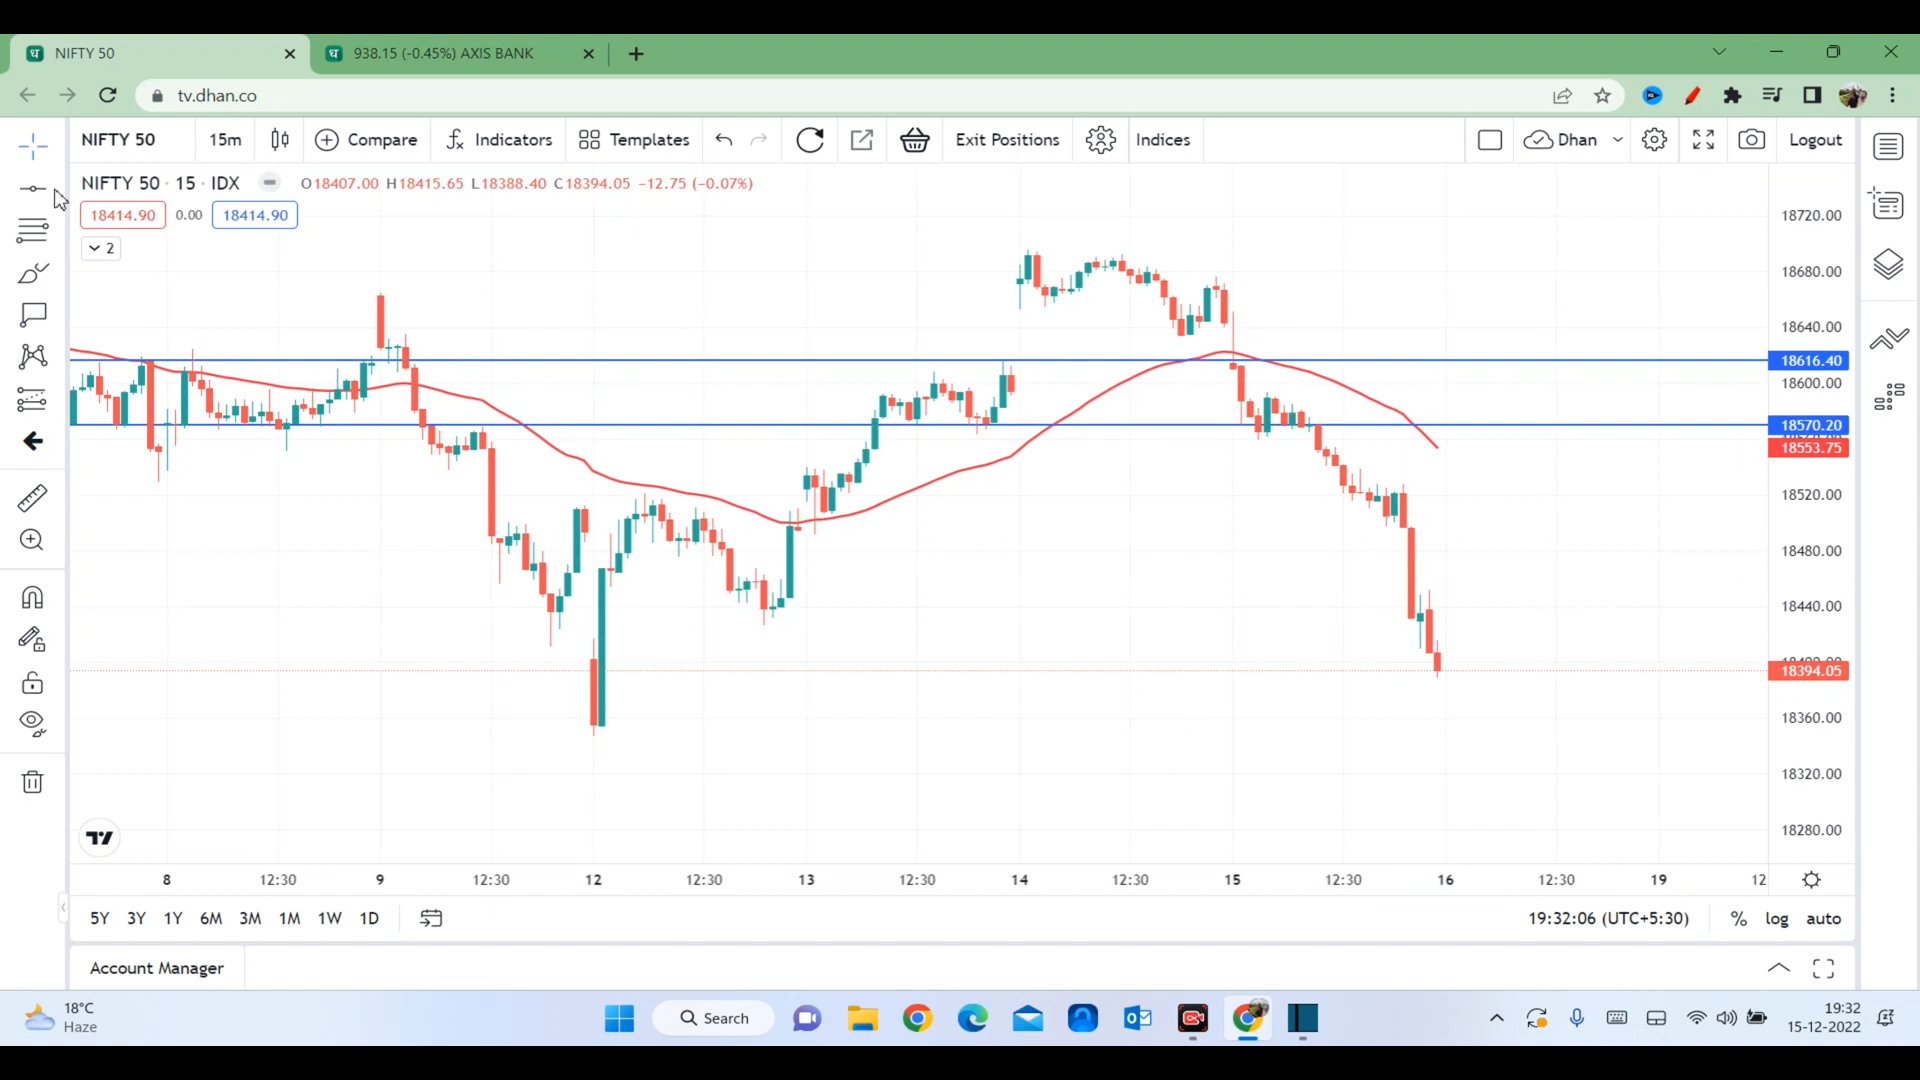 NIFTY 50
938.15 (-0.45%) AXIS BANK
tv.dhan.co
NIFTY 50 15m Compare Indicators Templates Exit Positions Indices Dhan Logout
NIFTY 50 · 15 · IDX O18407.00 H18415.65 L18388.40 C18394.05 −12.75 (−0.07%)
18414.90 0.00 18414.90
2
18720.00
18680.00
18640.00
18616.40
18600.00
18570.20
18553.75
18520.00
18480.00
18440.00
18394.05
18360.00
18320.00
18280.00
8 12:30 9 12:30 12 12:30 13 12:30 14 12:30 15 12:30 16 12:30 19 12
5Y 3Y 1Y 6M 3M 1M 1W 1D 19:32:06 (UTC+5:30) % log auto
Account Manager
18°C
Haze
Search
19:32
15-12-2022